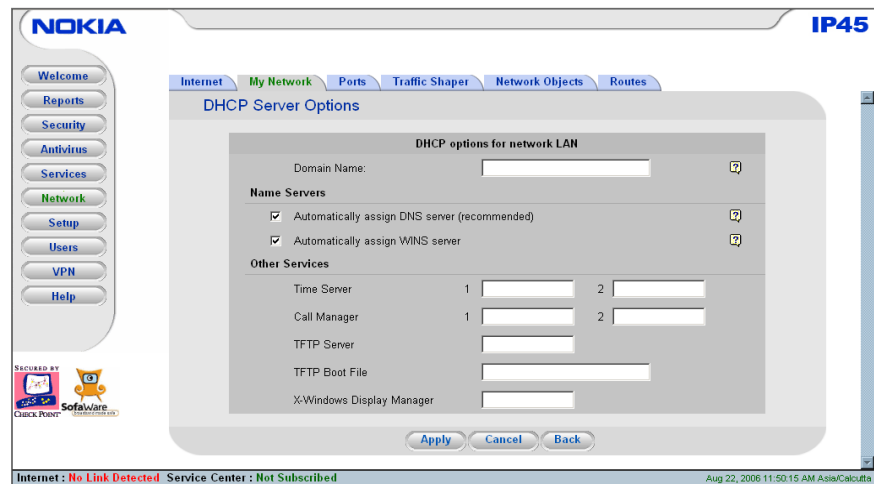 NOKIA
IP45
Welcome
Reports
Security
Antivirus
Services
Network
Setup
Users
VPN
Help
Internet My Network Ports Traffic Shaper Network Objects Routes
DHCP Server Options
DHCP options for network LAN
Domain Name: ?
Name Servers
Automatically assign DNS server (recommended) ?
Automatically assign WINS server ?
Other Services
Time Server 1 2
Call Manager 1 2
TFTP Server
TFTP Boot File
X-Windows Display Manager
Apply Cancel Back
SECURED BY
CHECK POINT
SofaWare
Internet : No Link Detected Service Center : Not Subscribed
Aug 22, 2006 11:50:15 AM Asia/Calcutta